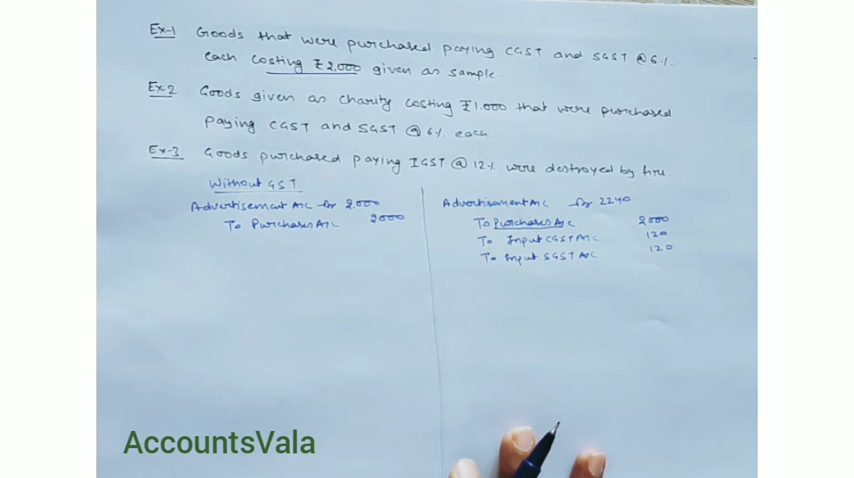 Ex-1 Goods that were purchased paying CGST and SGST @ 6%.
each costing ₹2,000 given as sample.
Ex-2 Goods given as charity costing ₹1,000 that were purchased
paying CGST and SGST @ 6% each.
Ex-3 Goods purchased paying IGST @ 12% were destroyed by fire.
Without GST
Advertisement A/C Dr 2,000
To Purchases A/C 2000
Advertisement A/C Dr 2240
To Purchases A/C 2000
To Input CGST A/C 120
To Input SGST A/C 120
AccountsVala